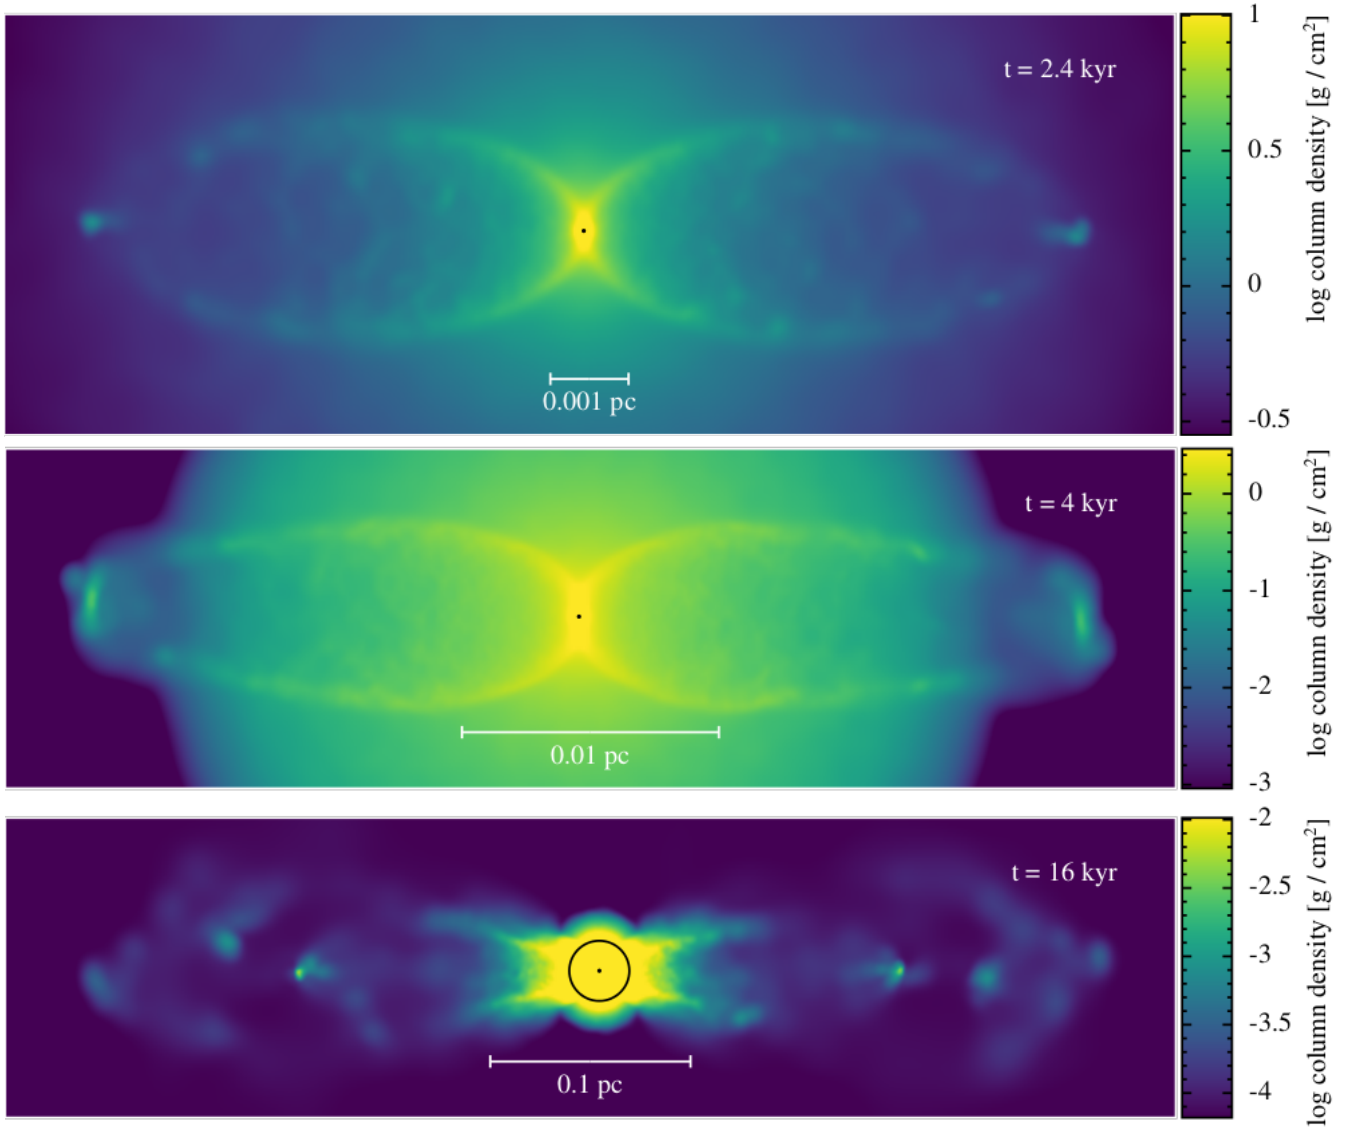 t = 2.4 kyr
0.001 pc
1
0.5
0
-0.5
log column density [g / cm²]
t = 4 kyr
0.01 pc
0
-1
-2
-3
log column density [g / cm²]
t = 16 kyr
0.1 pc
-2
-2.5
-3
-3.5
-4
log column density [g / cm²]